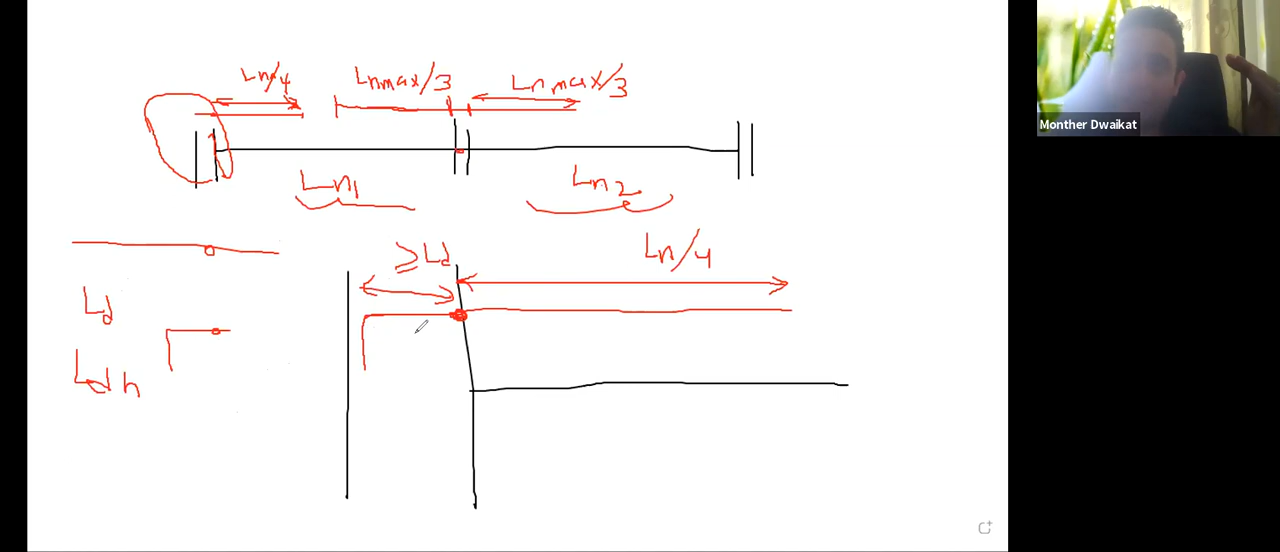 Ln/4
Lnmax/3
Lnmax/3
Ln1
Ln2
≥Ld
Ln/4
Ld
Ldh
Monther Dwaikat